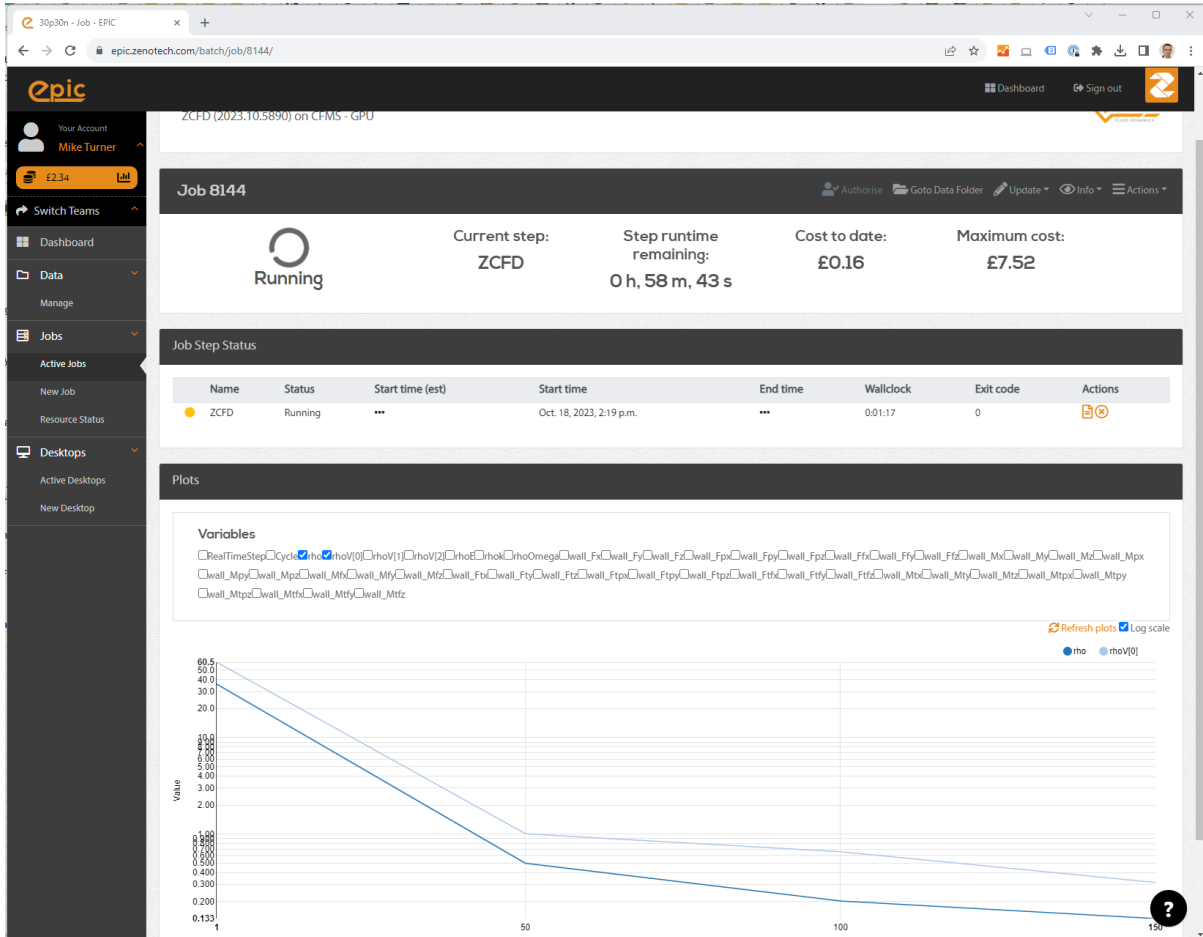 30p30n - Job - EPIC
epic.zenotech.com/batch/job/8144/
epic
Dashboard
Sign out
Your Account
Mike Turner
£2.34
Switch Teams
Dashboard
Data
Manage
Jobs
Active Jobs
New Job
Resource Status
Desktops
Active Desktops
New Desktop
ZCFD (2023.10.5890) on CFMS - GPU
FLUID DYNAMICS
Job 8144
Authorise Goto Data Folder Update Info Actions
Running
Current step:
ZCFD
Step runtime
remaining:
0 h, 58 m, 43 s
Cost to date:
£0.16
Maximum cost:
£7.52
Job Step Status
Name Status Start time (est) Start time End time Wallclock Exit code Actions
ZCFD Running ••• Oct. 18, 2023, 2:19 p.m. ••• 0:01:17 0
Plots
Variables
RealTimeStep Cycle rho rhoV[0] rhoV[1] rhoV[2] rhoE rhok rhoOmega wall_Fx wall_Fy wall_Fz wall_Fpx wall_Fpy wall_Fpz wall_Ffx wall_Ffy wall_Ffz wall_Mx wall_My wall_Mz wall_Mpx
wall_Mpy wall_Mpz wall_Mfx wall_Mfy wall_Mfz wall_Ftx wall_Fty wall_Ftz wall_Ftpx wall_Ftpy wall_Ftpz wall_Ftfx wall_Ftfy wall_Ftfz wall_Mtx wall_Mty wall_Mtz wall_Mtpx wall_Mtpy
wall_Mtpz wall_Mtfx wall_Mtfy wall_Mtfz
Refresh plots Log scale
rho rhoV[0]
60.5
50.0
40.0
30.0
20.0
10.0
6.00
5.00
4.00
3.00
2.00
Value
1.00
0.500
0.400
0.300
0.200
0.133
1 50 100 150
?